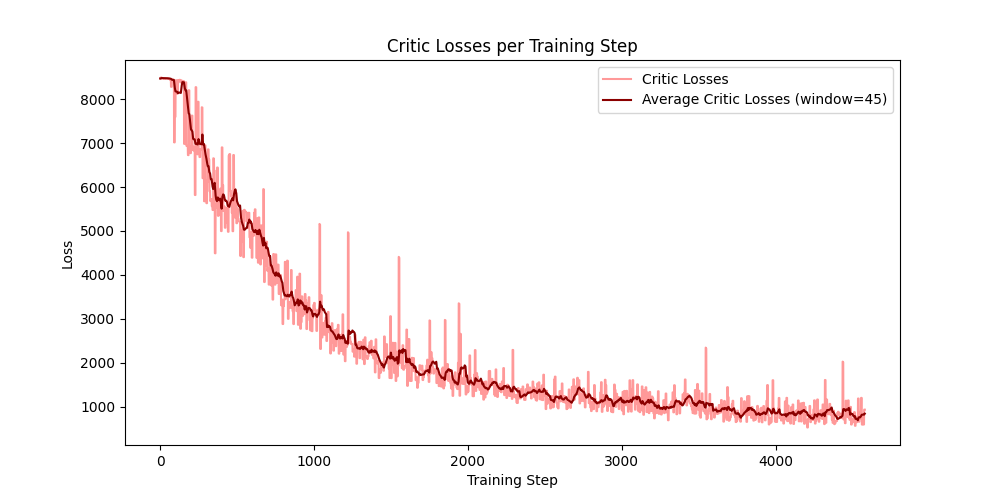 Critic Losses per Training Step
Critic Losses
Average Critic Losses (window=45)
8000
7000
6000
5000
4000
3000
2000
1000
Loss
0
1000
2000
3000
4000
Training Step